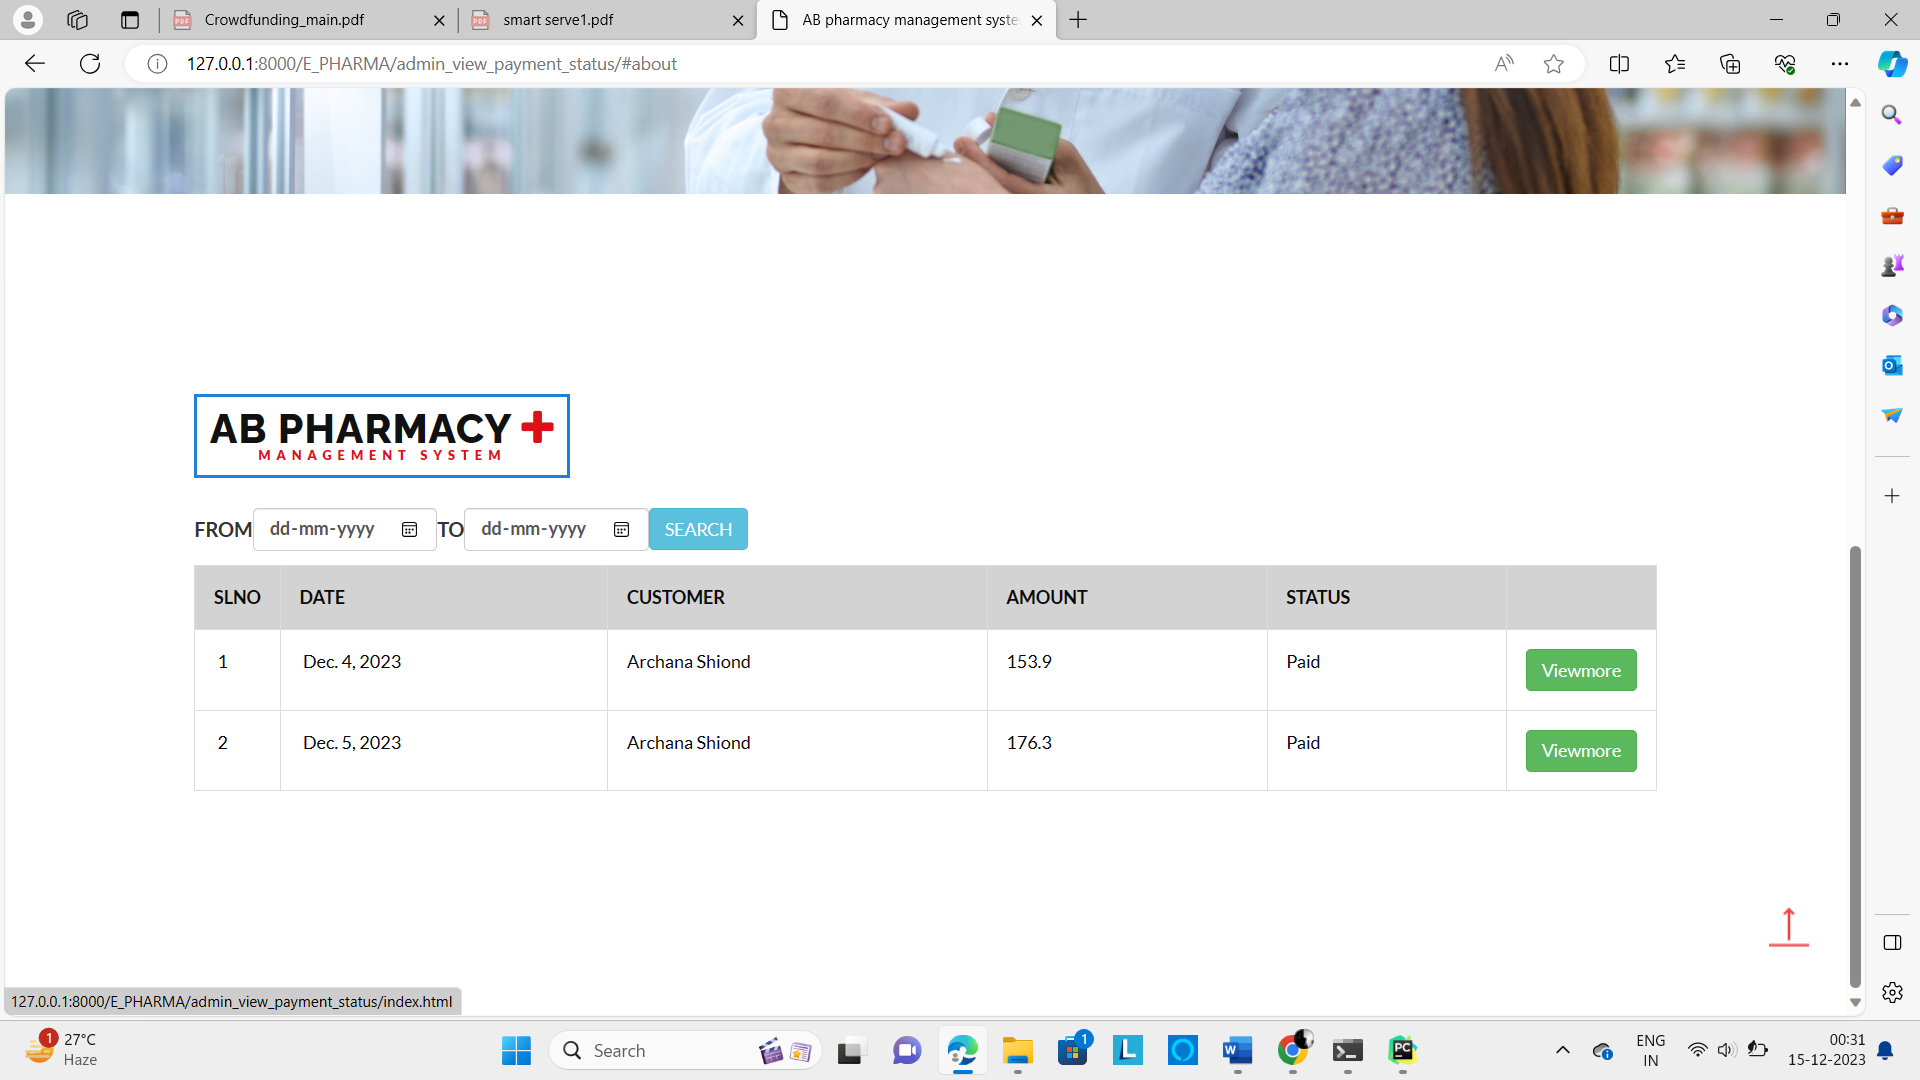 Crowdfunding_main.pdf
smart serve1.pdf
AB pharmacy management syste
127.0.0.1:8000/E_PHARMA/admin_view_payment_status/#about
AB PHARMACY
MANAGEMENT SYSTEM
FROM dd-mm-yyyy TO dd-mm-yyyy SEARCH
SLNO DATE CUSTOMER AMOUNT STATUS
1 Dec. 4, 2023 Archana Shiond 153.9 Paid Viewmore
2 Dec. 5, 2023 Archana Shiond 176.3 Paid Viewmore
127.0.0.1:8000/E_PHARMA/admin_view_payment_status/index.html
1
27°C
Haze
Search
1
L
W
PC
ENG
IN
00:31
15-12-2023